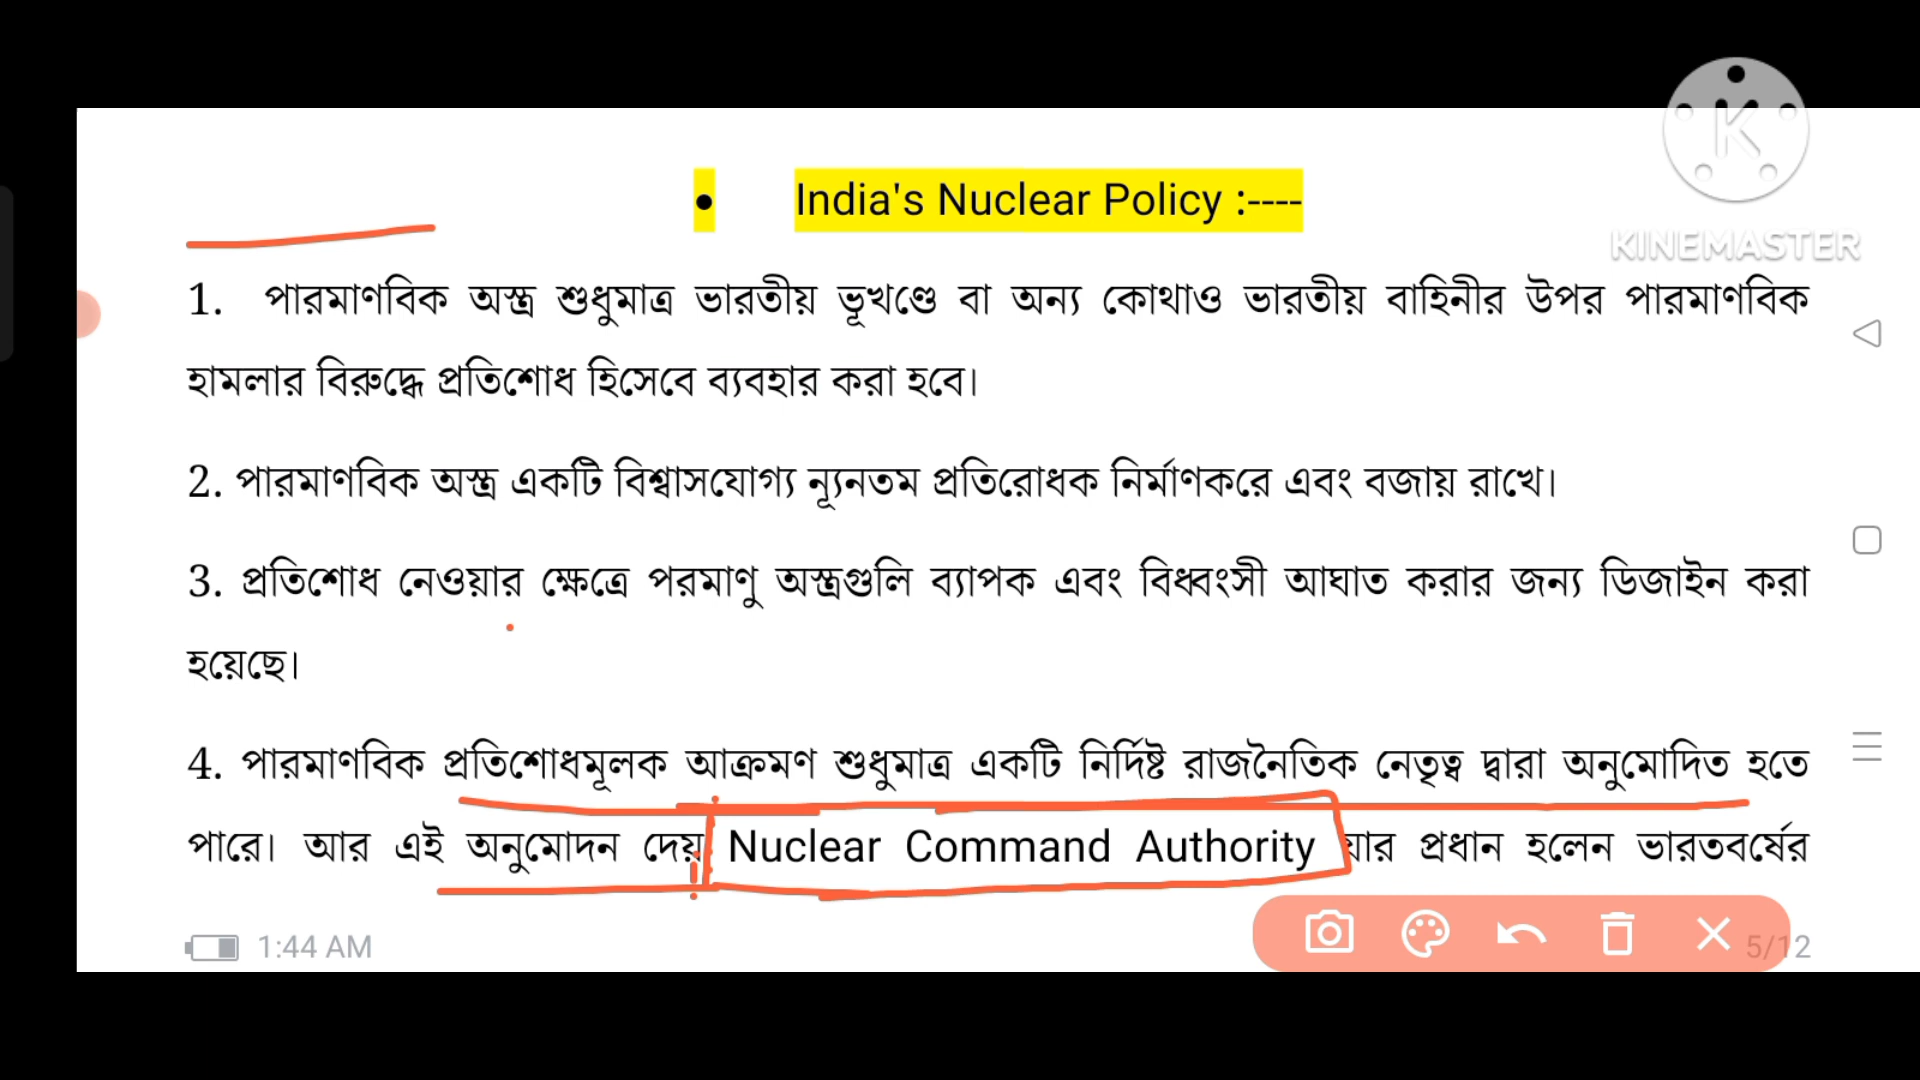 • India's Nuclear Policy :----
KINEMASTER
1. পারমাণবিক অস্ত্র শুধুমাত্র ভারতীয় ভূখণ্ডে বা অন্য কোথাও ভারতীয় বাহিনীর উপর পারমাণবিক
হামলার বিরুদ্ধে প্রতিশোধ হিসেবে ব্যবহার করা হবে।
2. পারমাণবিক অস্ত্র একটি বিশ্বাসযোগ্য ন্যূনতম প্রতিরোধক নির্মাণকরে এবং বজায় রাখে।
3. প্রতিশোধ নেওয়ার ক্ষেত্রে পরমাণু অস্ত্রগুলি ব্যাপক এবং বিধ্বংসী আঘাত করার জন্য ডিজাইন করা
হয়েছে।
4. পারমাণবিক প্রতিশোধমূলক আক্রমণ শুধুমাত্র একটি নির্দিষ্ট রাজনৈতিক নেতৃত্ব দ্বারা অনুমোদিত হতে
পারে। আর এই অনুমোদন দেয় Nuclear Command Authority যার প্রধান হলেন ভারতবর্ষের
1:44 AM 5/12